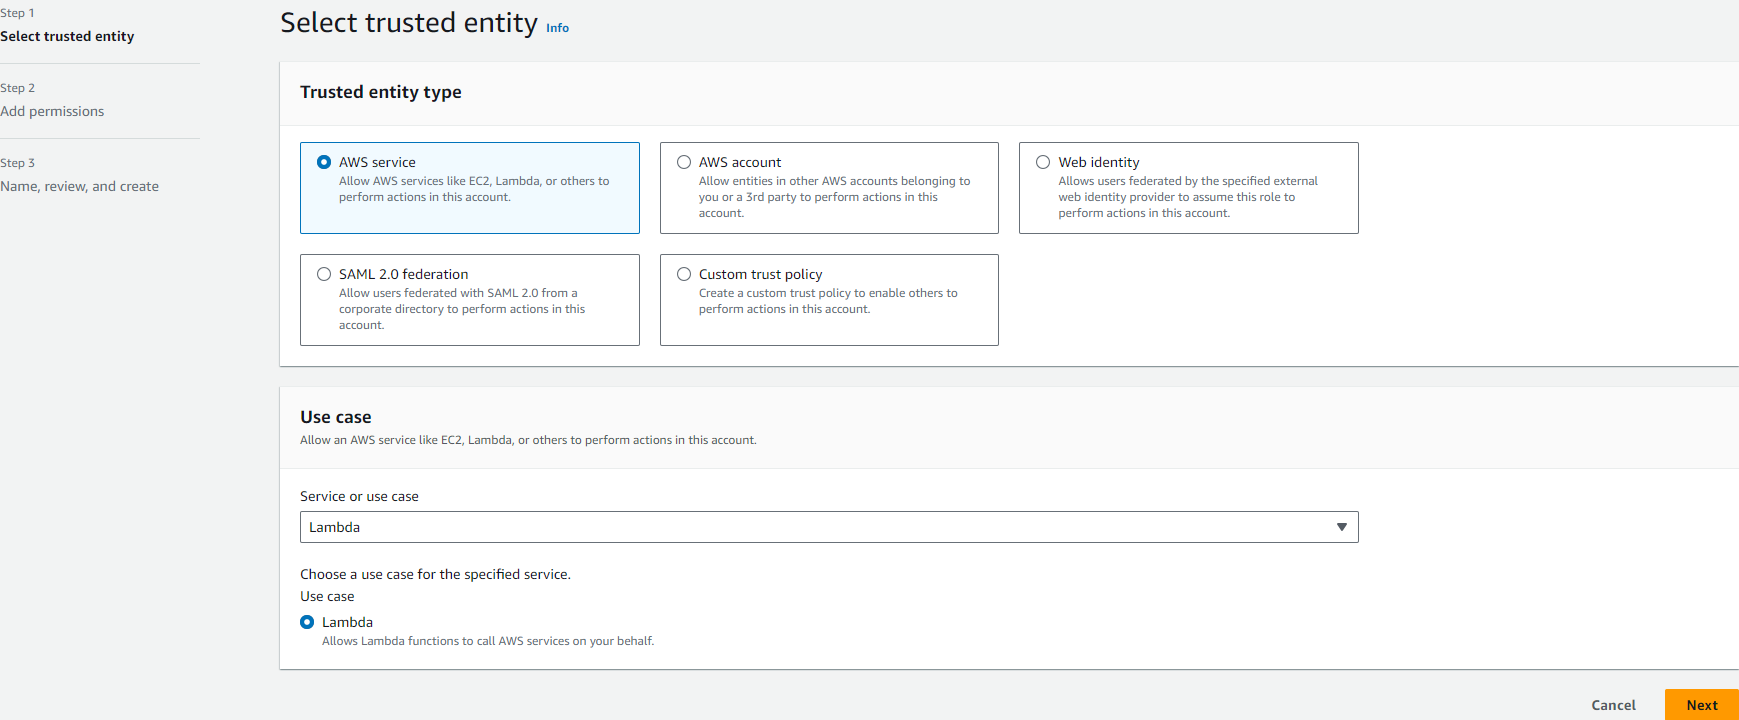 Step 1
Select trusted entity
Step 2
Add permissions
Step 3
Name, review, and create
Select trusted entity Info
Trusted entity type
AWS service
Allow AWS services like EC2, Lambda, or others to
perform actions in this account.
AWS account
Allow entities in other AWS accounts belonging to
you or a 3rd party to perform actions in this
account.
Web identity
Allows users federated by the specified external
web identity provider to assume this role to
perform actions in this account.
SAML 2.0 federation
Allow users federated with SAML 2.0 from a
corporate directory to perform actions in this
account.
Custom trust policy
Create a custom trust policy to enable others to
perform actions in this account.
Use case
Allow an AWS service like EC2, Lambda, or others to perform actions in this account.
Service or use case
Lambda
Choose a use case for the specified service.
Use case
Lambda
Allows Lambda functions to call AWS services on your behalf.
Cancel
Next